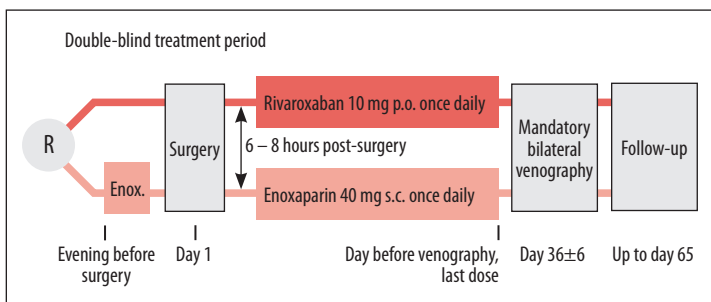 Double-blind treatment period
R
Enox.
Surgery
Rivaroxaban 10 mg p.o. once daily
6 – 8 hours post-surgery
Enoxaparin 40 mg s.c. once daily
Mandatory
bilateral
venography
Follow-up
Evening before
surgery
Day 1
Day before venography,
last dose
Day 36±6
Up to day 65